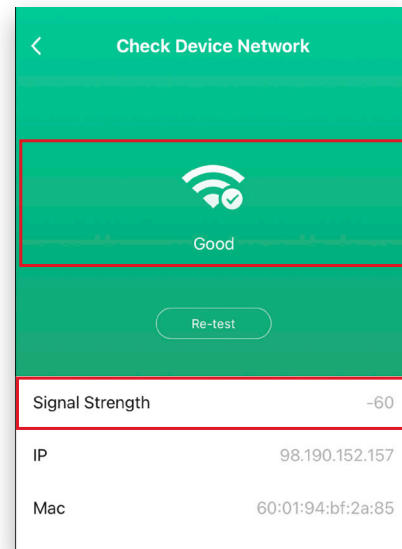 Check Device Network
Good
Re-test
Signal Strength -60
IP 98.190.152.157
Mac 60:01:94:bf:2a:85